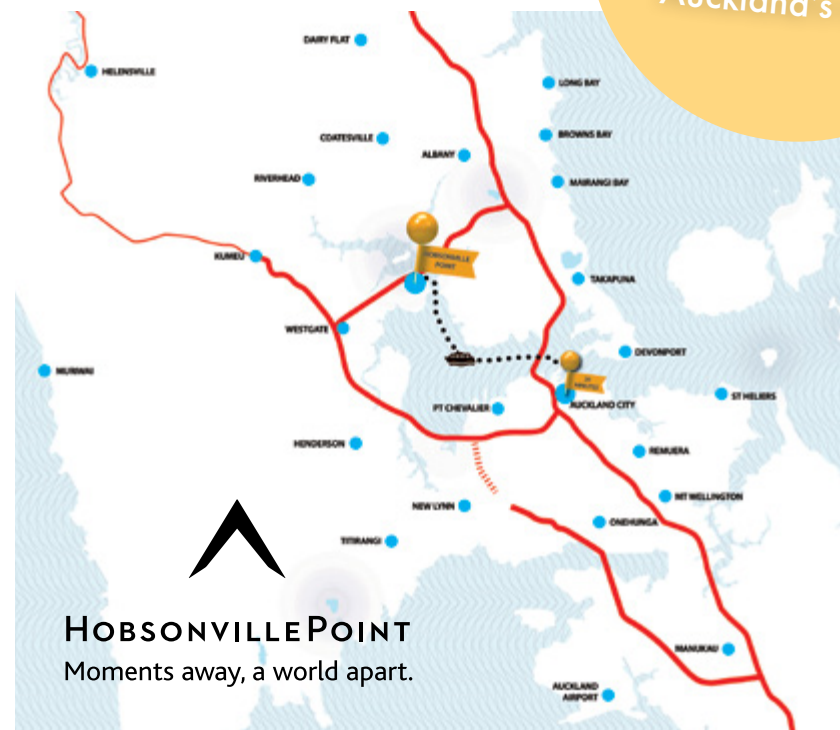 Auckland's
DAIRY FLAT
HELENSVILLE
LONG BAY
COATESVILLE
BROWNS BAY
ALBANY
RIVERHEAD
MAIRANGI BAY
KUMEU
HOBSONVILLE
POINT
TAKAPUNA
WESTGATE
DEVONPORT
MURIWAI
MINUTES
ST HELIERS
PT CHEVALIER
AUCKLAND CITY
HENDERSON
REMUERA
MT WELLINGTON
NEW LYNN
ONEHUNGA
TITIRANGI
HOBSONVILLEPOINT
Moments away, a world apart.
MANUKAU
AUCKLAND
AIRPORT